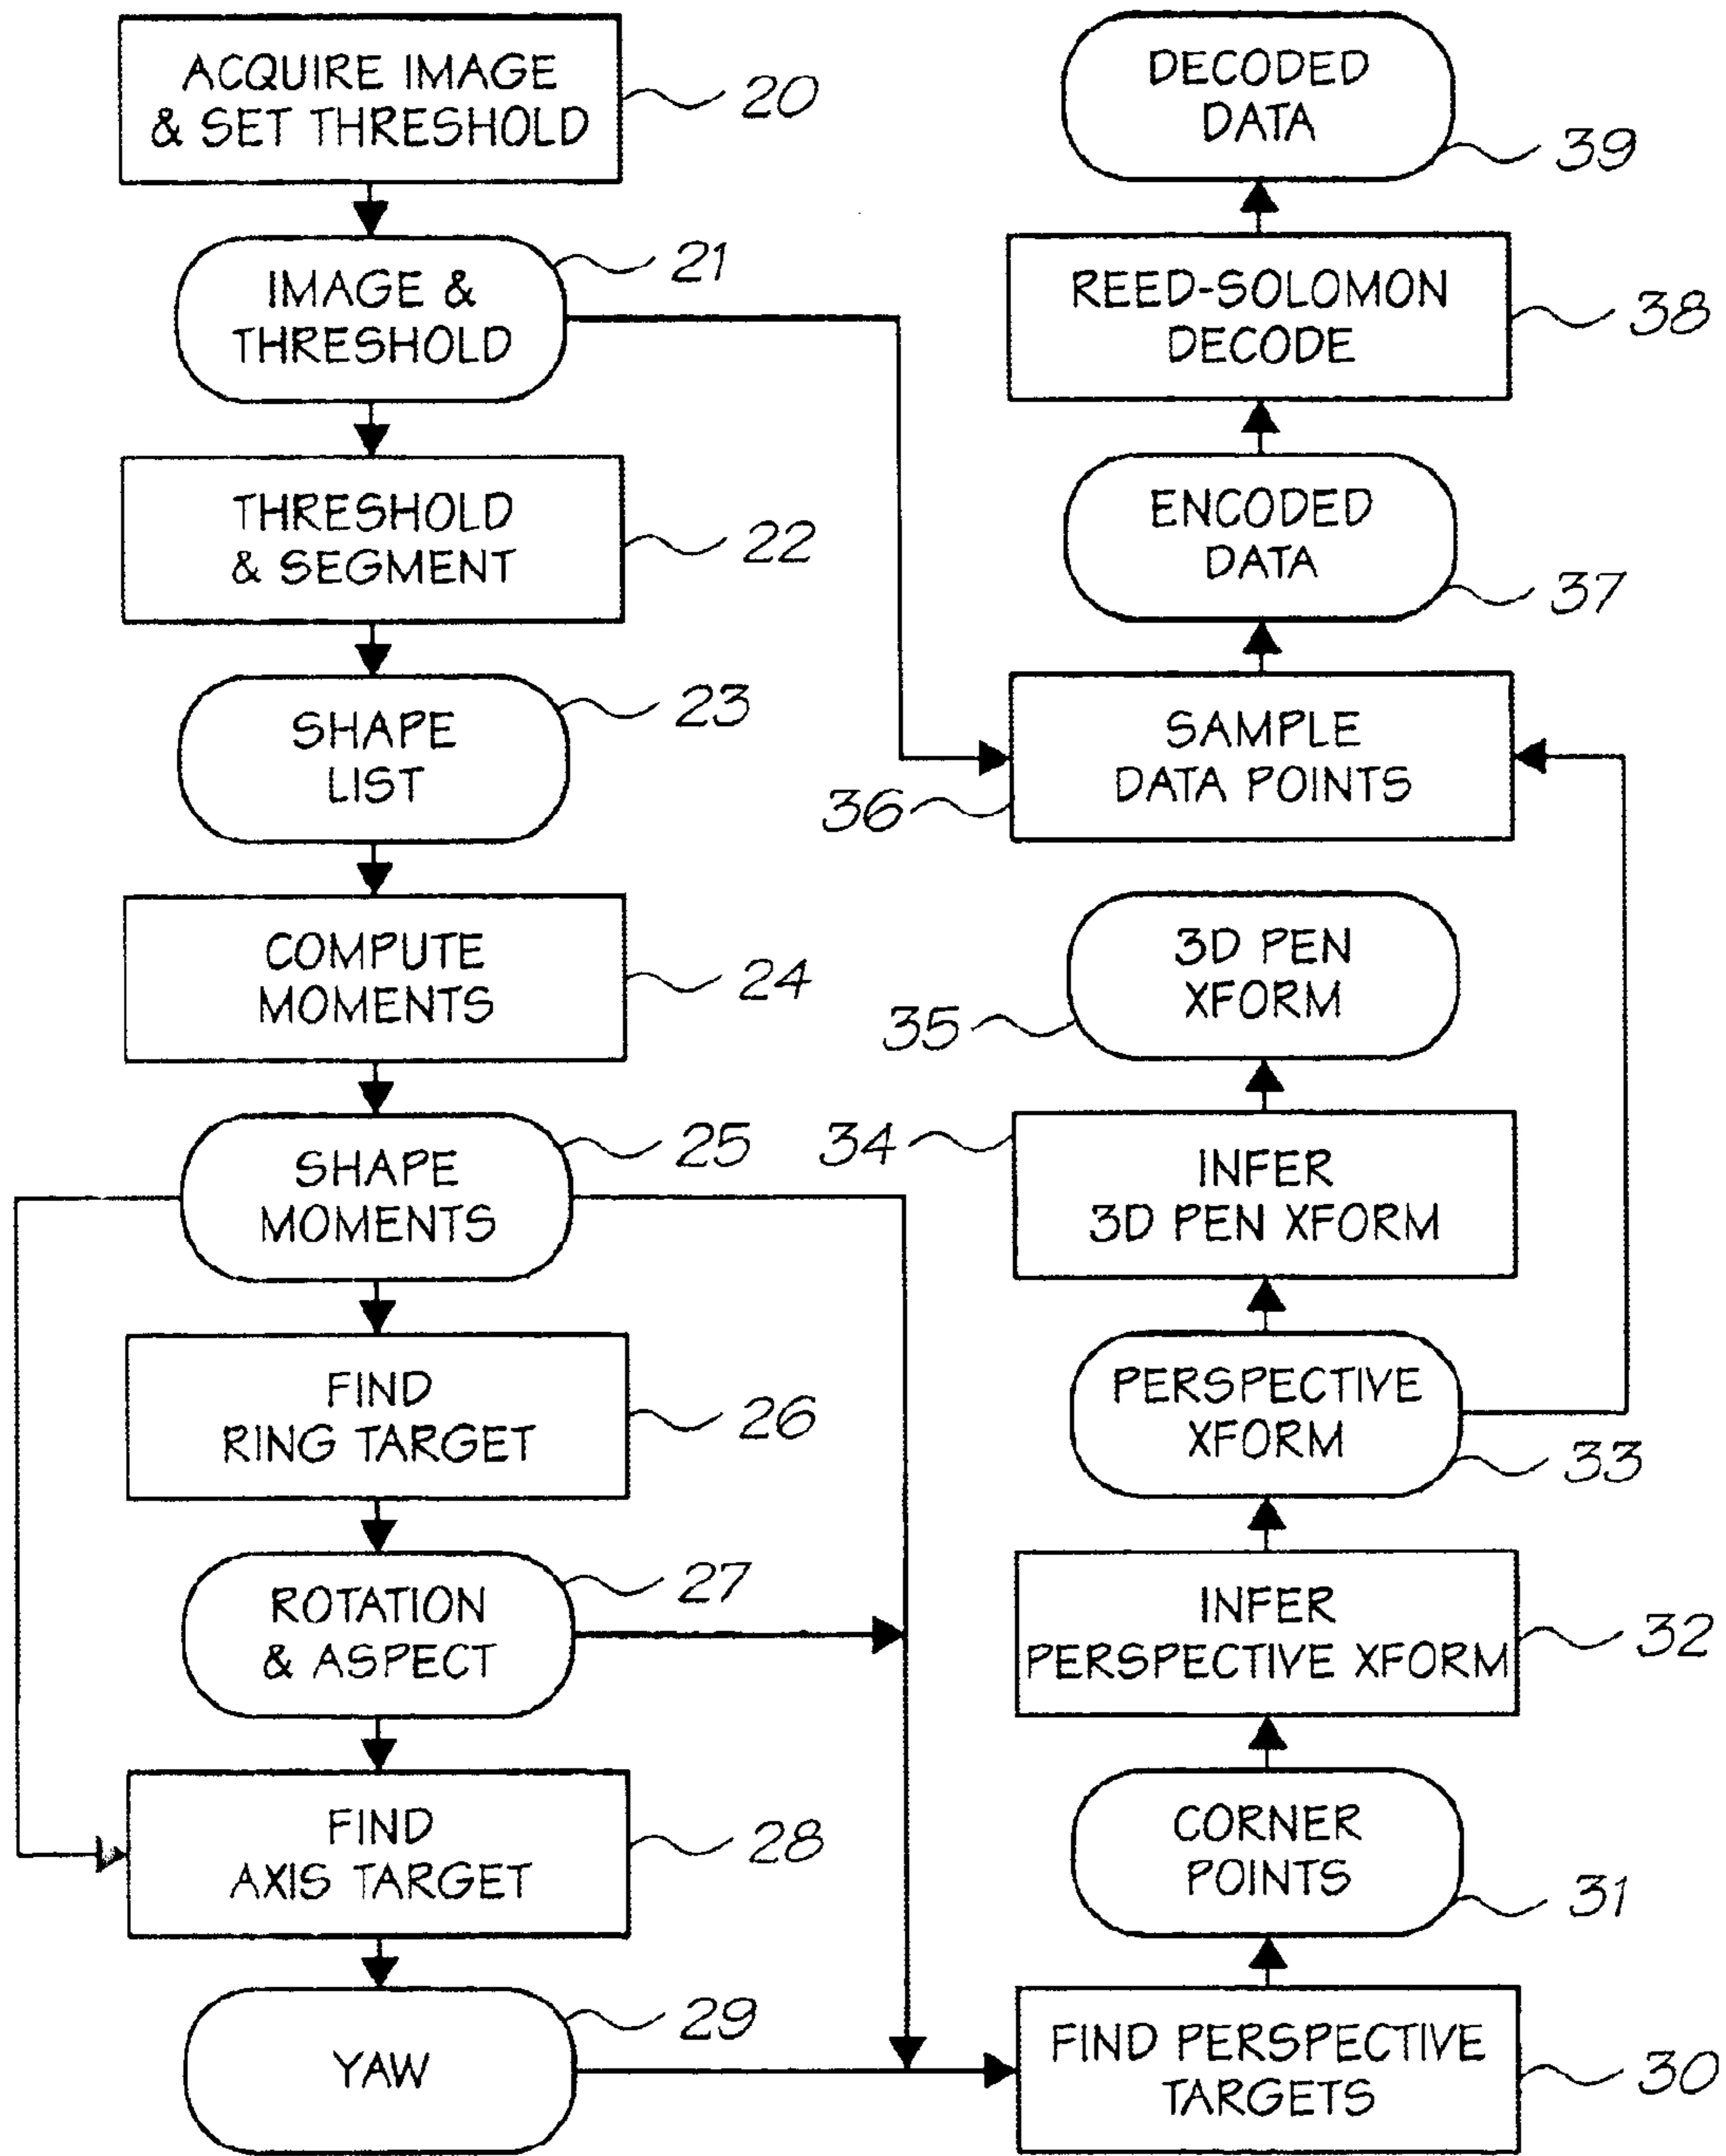 ACQUIRE IMAGE
& SET THRESHOLD
20
IMAGE &
THRESHOLD
21
THRESHOLD
& SEGMENT
22
SHAPE
LIST
23
COMPUTE
MOMENTS
24
SHAPE
MOMENTS
25
FIND
RING TARGET
26
ROTATION
& ASPECT
27
FIND
AXIS TARGET
28
YAW
29
DECODED
DATA
39
REED-SOLOMON
DECODE
38
ENCODED
DATA
37
SAMPLE
DATA POINTS
36
3D PEN
XFORM
35
INFER
3D PEN XFORM
34
PERSPECTIVE
XFORM
33
INFER
PERSPECTIVE XFORM
32
CORNER
POINTS
31
FIND PERSPECTIVE
TARGETS
30